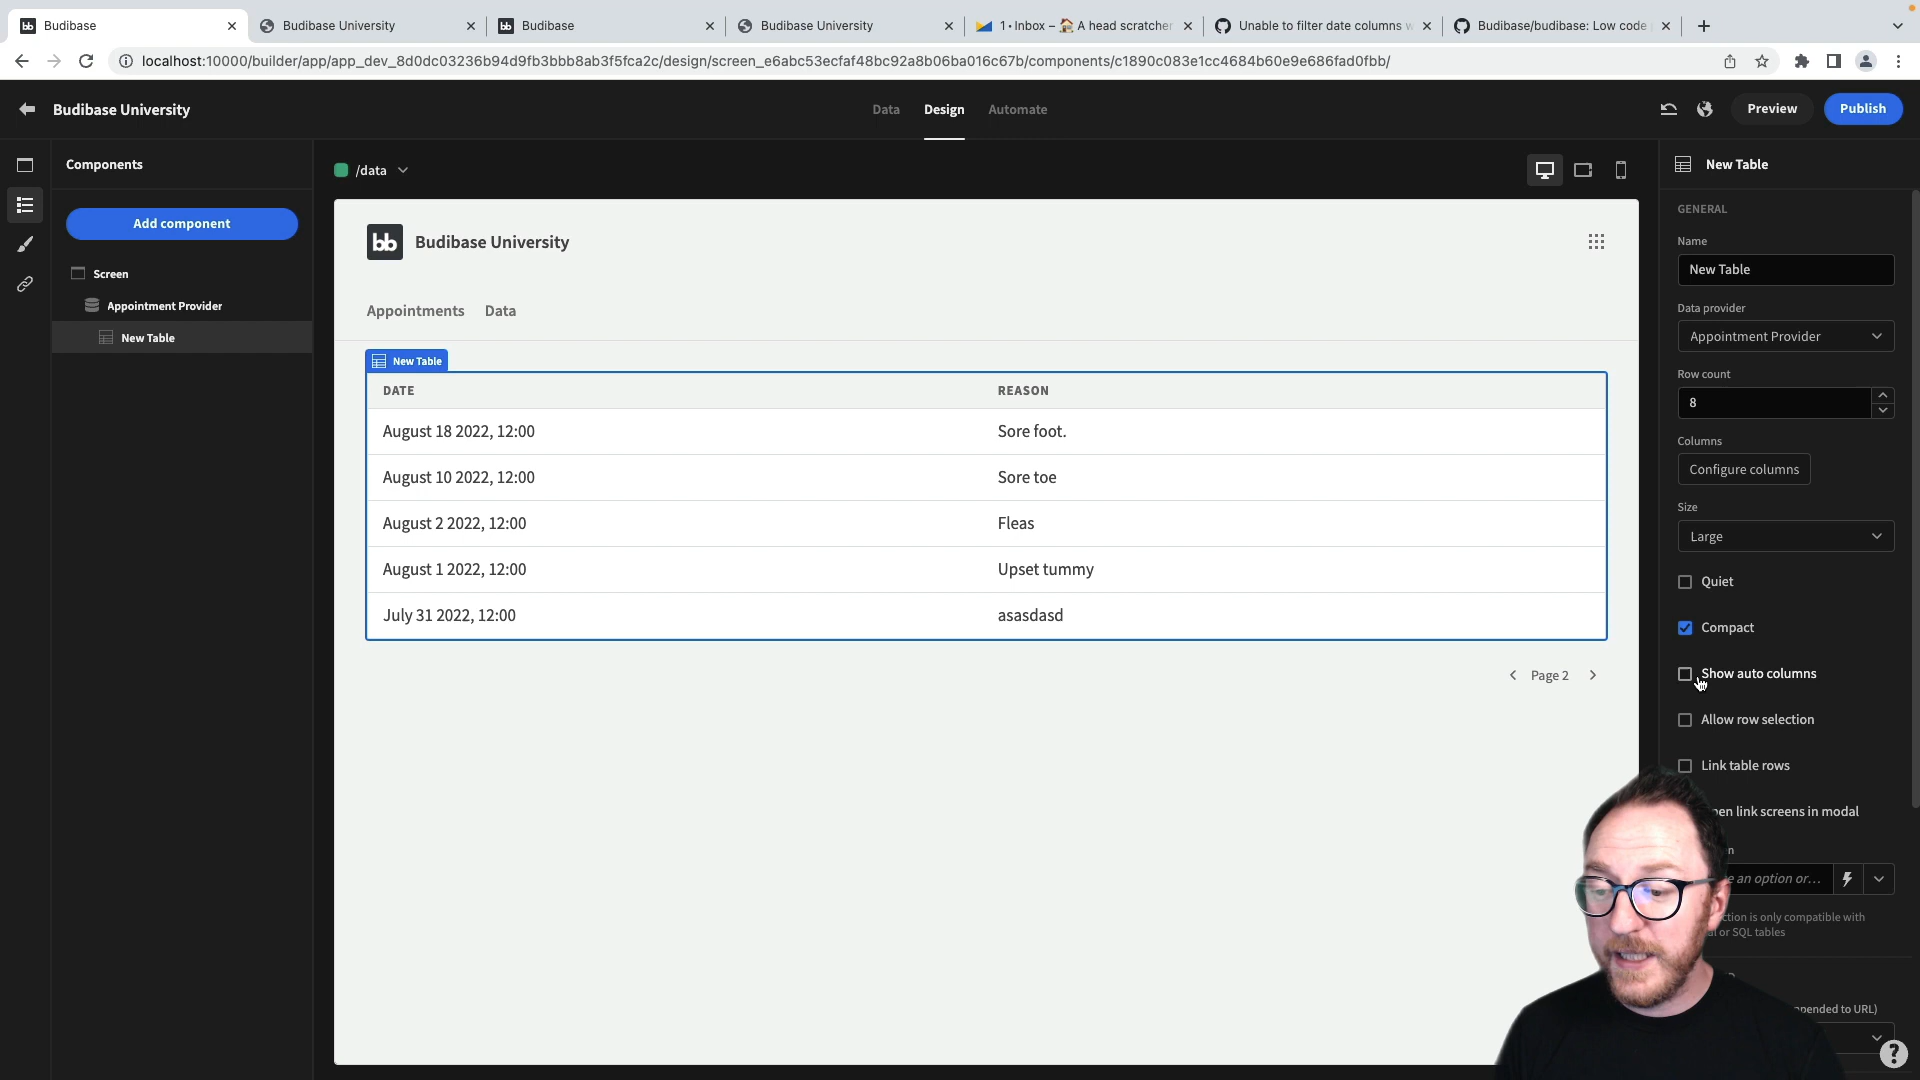 Budibase
Budibase University
Budibase
Budibase University
1 • Inbox – 🏠 A head scratcher
Unable to filter date columns w
Budibase/budibase: Low code
localhost:10000/builder/app/app_dev_8d0dc03236b94d9fb3bbb8ab3f5fca2c/design/screen_e6abc53ecfaf48bc92a8b06ba016c67b/components/c1890c083e1cc4684b60e9e686fad0fbb/
Budibase University
Data
Design
Automate
Preview
Publish
Components
Add component
Screen
Appointment Provider
New Table
/data
bb
Budibase University
Appointments
Data
New Table
DATE
REASON
August 18 2022, 12:00
Sore foot.
August 10 2022, 12:00
Sore toe
August 2 2022, 12:00
Fleas
August 1 2022, 12:00
Upset tummy
July 31 2022, 12:00
asasdasd
Page 2
New Table
GENERAL
Name
New Table
Data provider
Appointment Provider
Row count
8
Columns
Configure columns
Size
Large
Quiet
Compact
Show auto columns
Allow row selection
Link table rows
link screens in modal
an option or...
is only compatible with
or SQL tables
to URL)
?